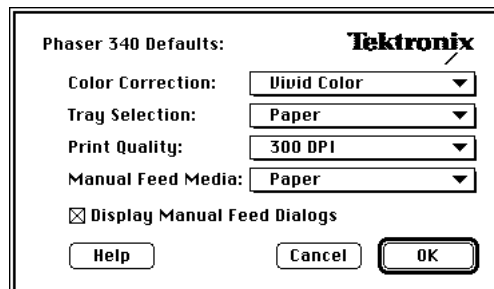 Phaser 340 Defaults: Tektronix
Color Correction: Vivid Color
Tray Selection: Paper
Print Quality: 300 DPI
Manual Feed Media: Paper
Display Manual Feed Dialogs
Help Cancel OK